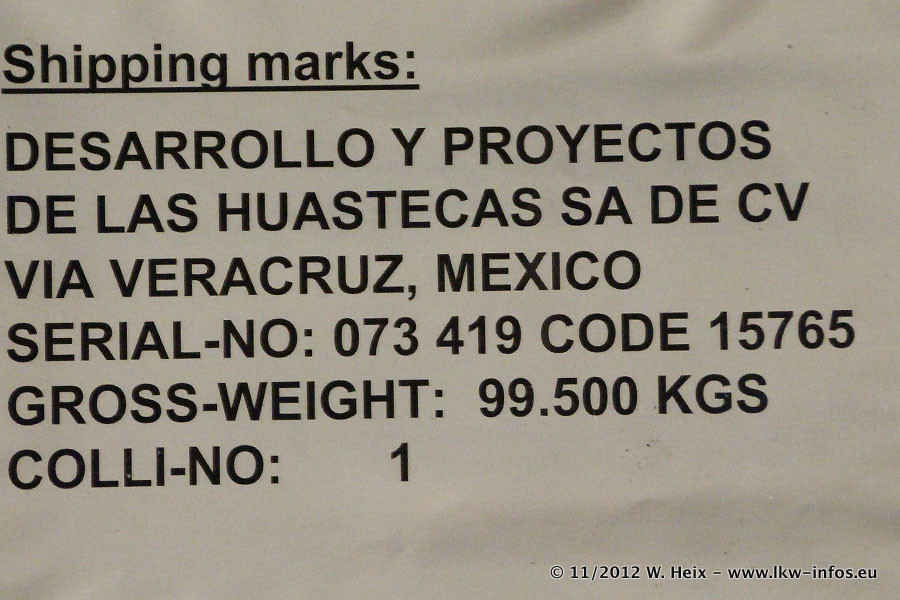 Shipping marks:
DESARROLLO Y PROYECTOS
DE LAS HUASTECAS SA DE CV
VIA VERACRUZ, MEXICO
SERIAL-NO: 073 419 CODE 15765
GROSS-WEIGHT: 99.500 KGS
COLLI-NO: 1
© 11/2012 W. Heix - www.lkw-infos.eu